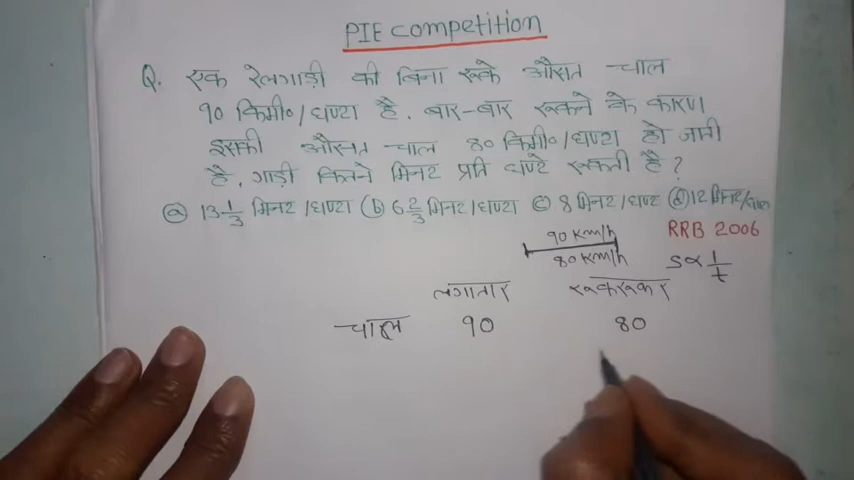 PIE competition
Q. एक रेलगाड़ी की बिना रूके औसत चाल
90 किमी०/घण्टा है. बार-बार रूकने के कारण
इसकी औसत चाल 80 किमी०/घण्टा हो जाती
है. गाड़ी कितने मिनट प्रति घण्टे रूकती है?
(a) 13 1/3 मिनट/घण्टा (b) 6 2/3 मिनट/घण्टा (c) 8 मिनट/घण्टा (d) 12 मिनट/घण्टा
90 Km/h
RRB 2006
80 Km/h
S∝ 1/t
लगातार रूकरूकर
चाल 90 80